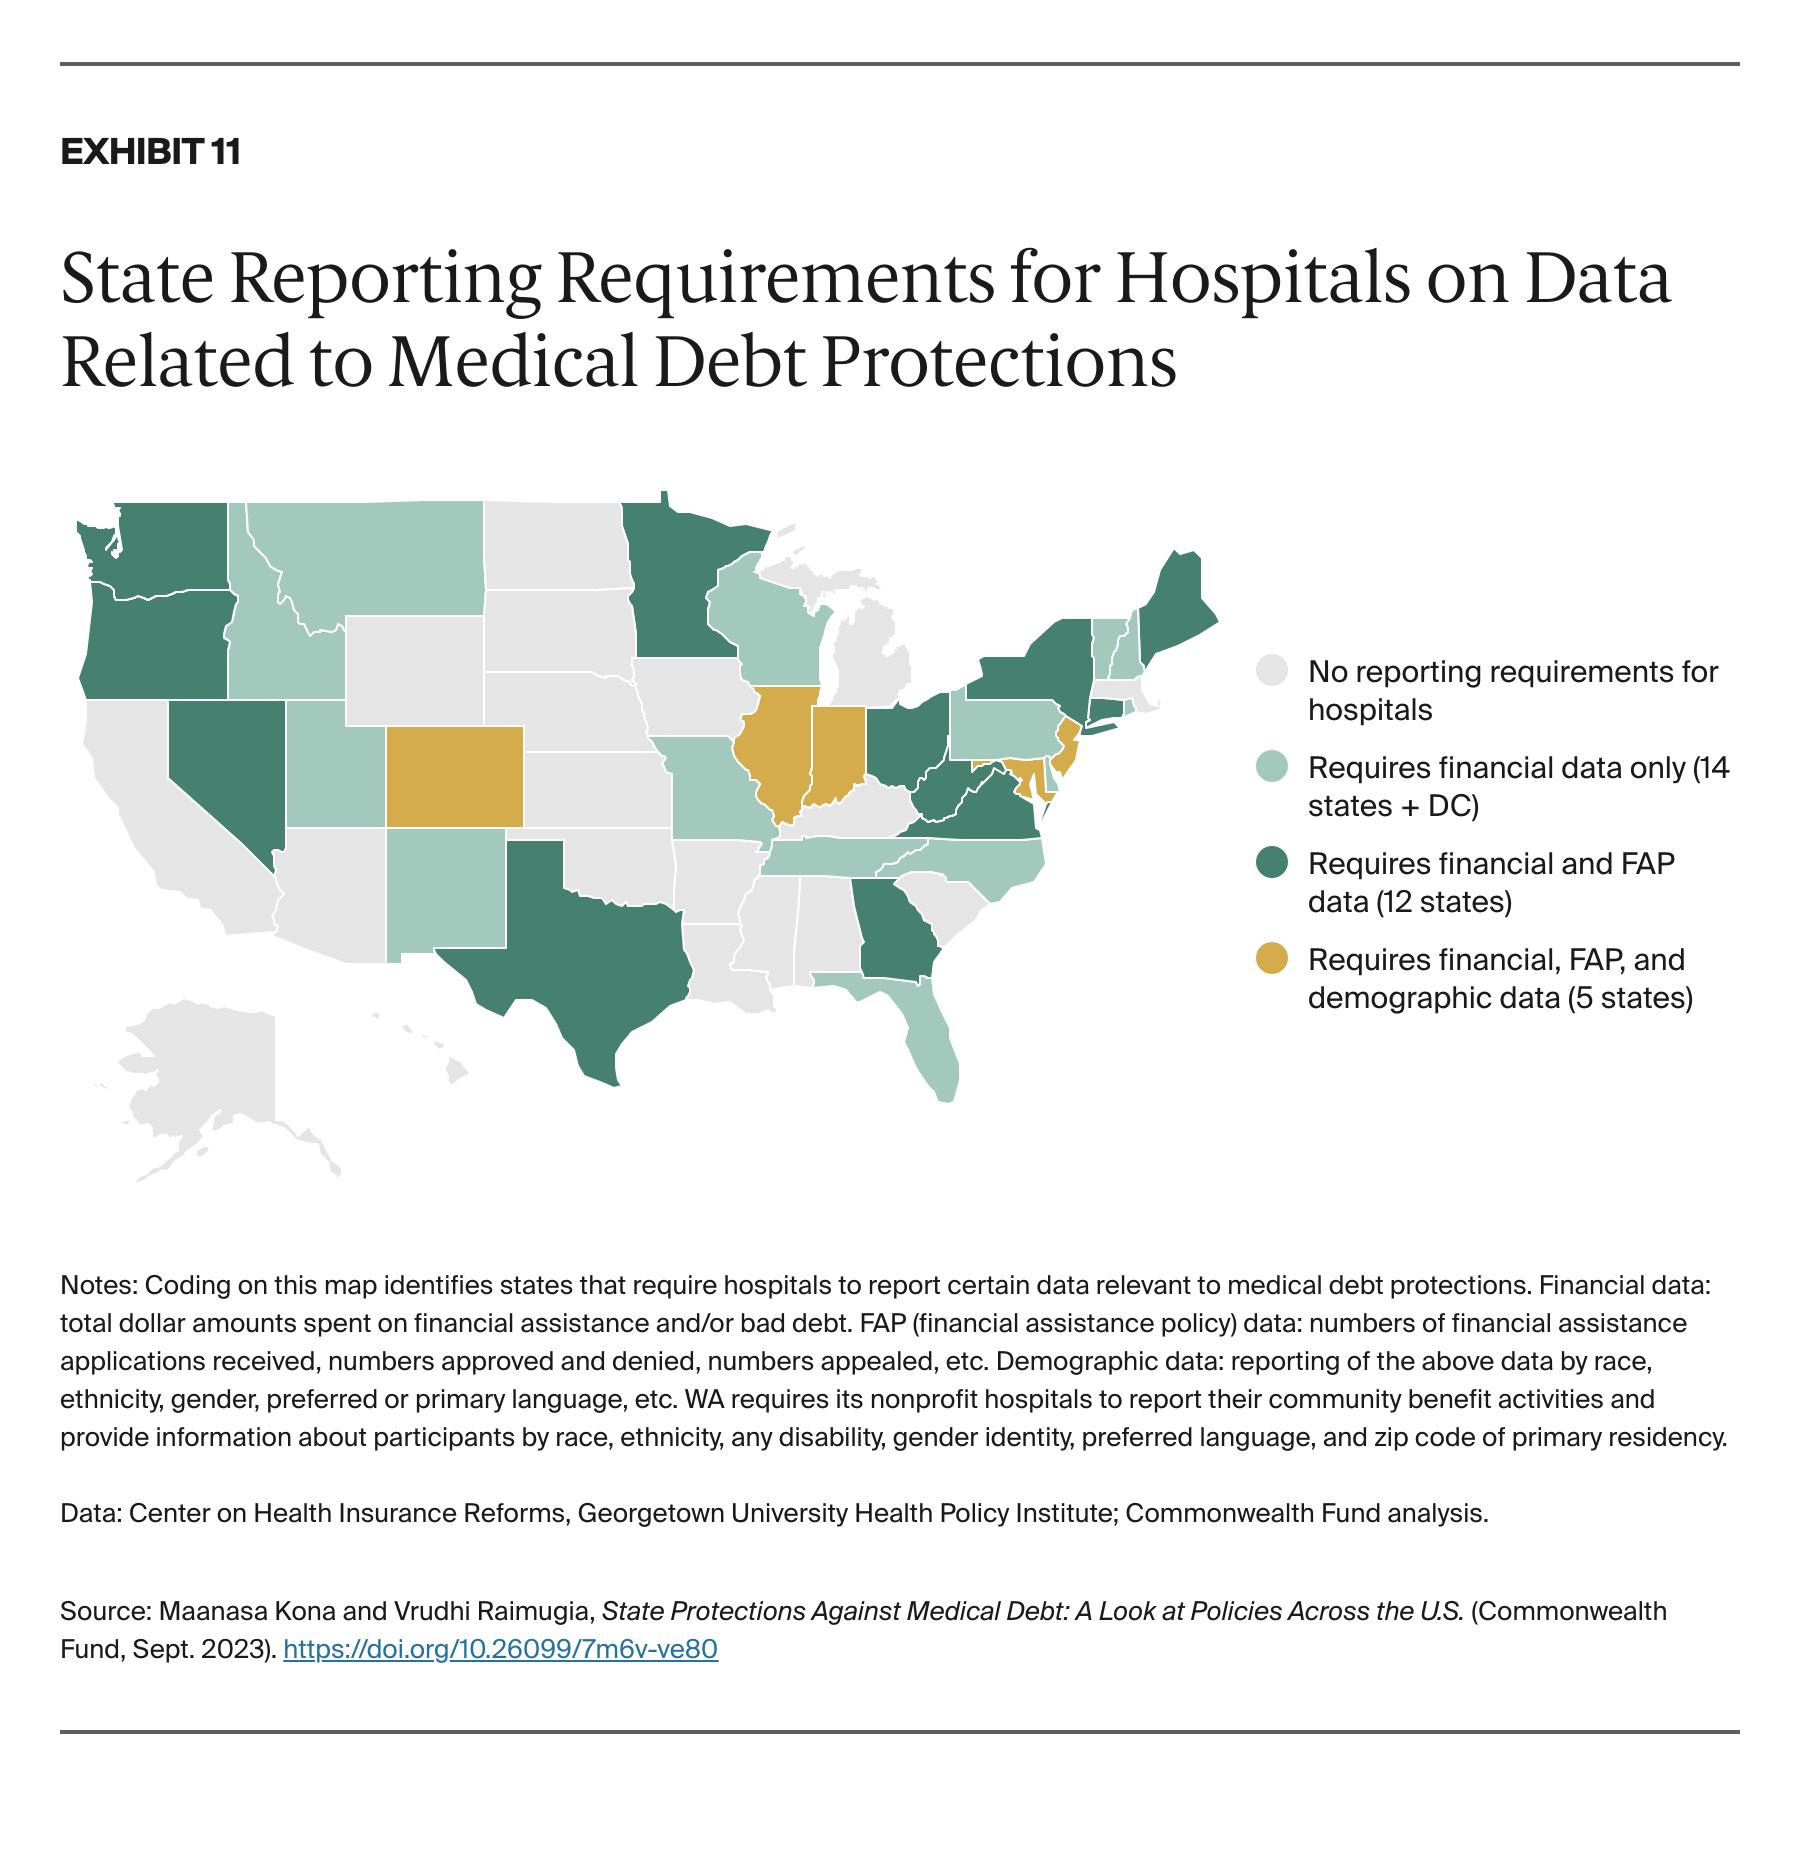 EXHIBIT 11
State Reporting Requirements for Hospitals on Data
Related to Medical Debt Protections
No reporting requirements for
hospitals
Requires financial data only (14
states + DC)
Requires financial and FAP
data (12 states)
Requires financial, FAP, and
demographic data (5 states)
Notes: Coding on this map identifies states that require hospitals to report certain data relevant to medical debt protections. Financial data:
total dollar amounts spent on financial assistance and/or bad debt. FAP (financial assistance policy) data: numbers of financial assistance
applications received, numbers approved and denied, numbers appealed, etc. Demographic data: reporting of the above data by race,
ethnicity, gender, preferred or primary language, etc. WA requires its nonprofit hospitals to report their community benefit activities and
provide information about participants by race, ethnicity, any disability, gender identity, preferred language, and zip code of primary residency.
Data: Center on Health Insurance Reforms, Georgetown University Health Policy Institute; Commonwealth Fund analysis.
Source: Maanasa Kona and Vrudhi Raimugia, State Protections Against Medical Debt: A Look at Policies Across the U.S. (Commonwealth
Fund, Sept. 2023). https://doi.org/10.26099/7m6v-ve80